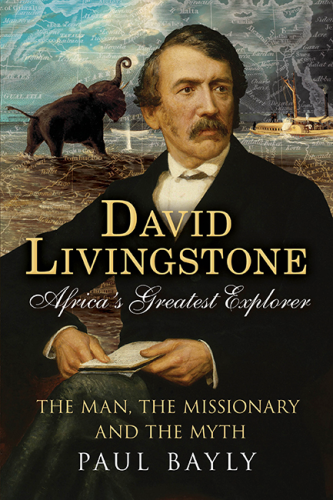 DAVID
LIVINGSTONE
Africa's Greatest Explorer
THE MAN, THE MISSIONARY
AND THE MYTH
PAUL BAYLY